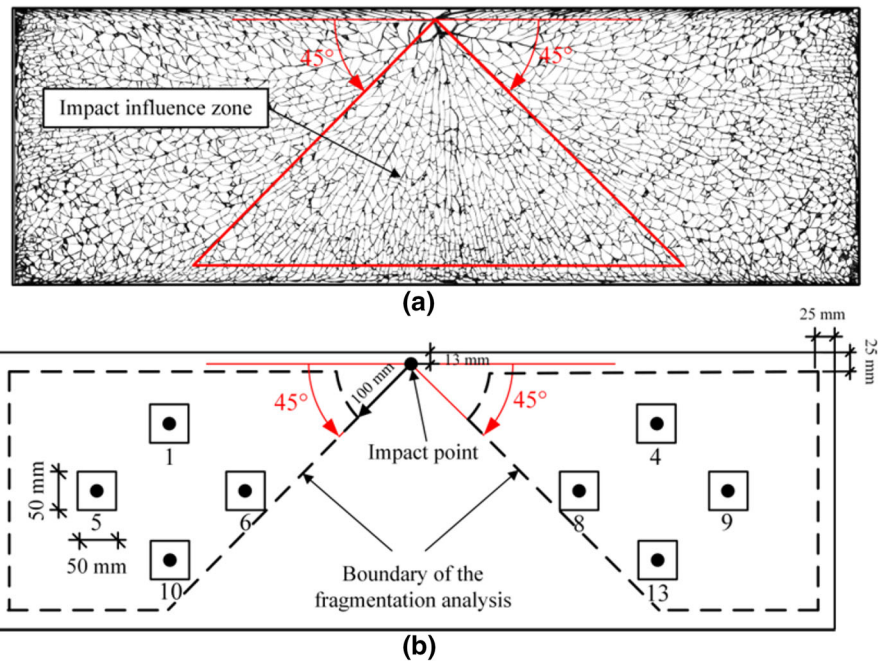 45°
45°
Impact influence zone
(a)
25 mm
13 mm
25 mm
100 mm
45°
45°
Impact point
1
4
50 mm
5
6
8
9
50 mm
10
13
Boundary of the
fragmentation analysis
(b)